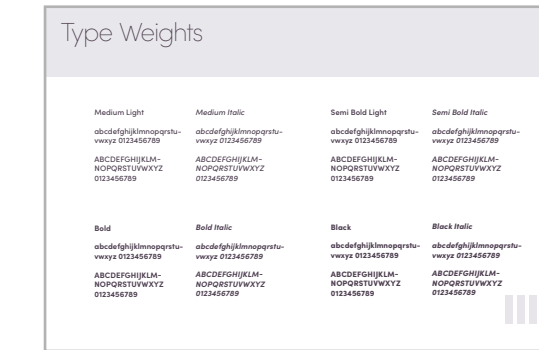 Type Weights
Medium Light
abcdefghijklmnopqrstu-
vwxyz 0123456789
ABCDEFGHIJKLM-
NOPQRSTUVWXYZ
0123456789
Medium Italic
abcdefghijklmnopqrstu-
vwxyz 0123456789
ABCDEFGHIJKLM-
NOPQRSTUVWXYZ
0123456789
Semi Bold Light
abcdefghijklmnopqrstu-
vwxyz 0123456789
ABCDEFGHIJKLM-
NOPQRSTUVWXYZ
0123456789
Semi Bold Italic
abcdefghijklmnopqrstu-
vwxyz 0123456789
ABCDEFGHIJKLM-
NOPQRSTUVWXYZ
0123456789
Bold
abcdefghijklmnopqrstu-
vwxyz 0123456789
ABCDEFGHIJKLM-
NOPQRSTUVWXYZ
0123456789
Bold Italic
abcdefghijklmnopqrstu-
vwxyz 0123456789
ABCDEFGHIJKLM-
NOPQRSTUVWXYZ
0123456789
Black
abcdefghijklmnopqrstu-
vwxyz 0123456789
ABCDEFGHIJKLM-
NOPQRSTUVWXYZ
0123456789
Black Italic
abcdefghijklmnopqrstu-
vwxyz 0123456789
ABCDEFGHIJKLM-
NOPQRSTUVWXYZ
0123456789